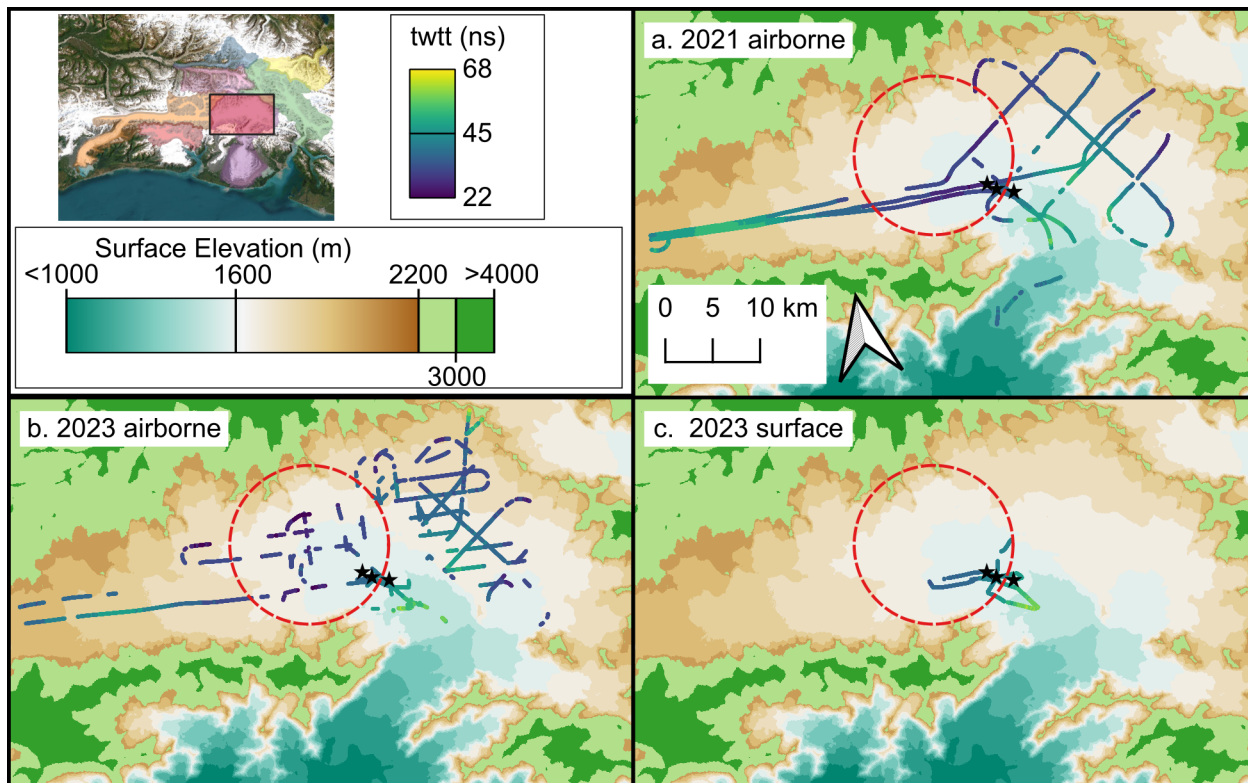 twtt (ns)
68
45
22
Surface Elevation (m)
<1000 1600 2200 >4000
3000
a. 2021 airborne
0 5 10 km
b. 2023 airborne
c. 2023 surface